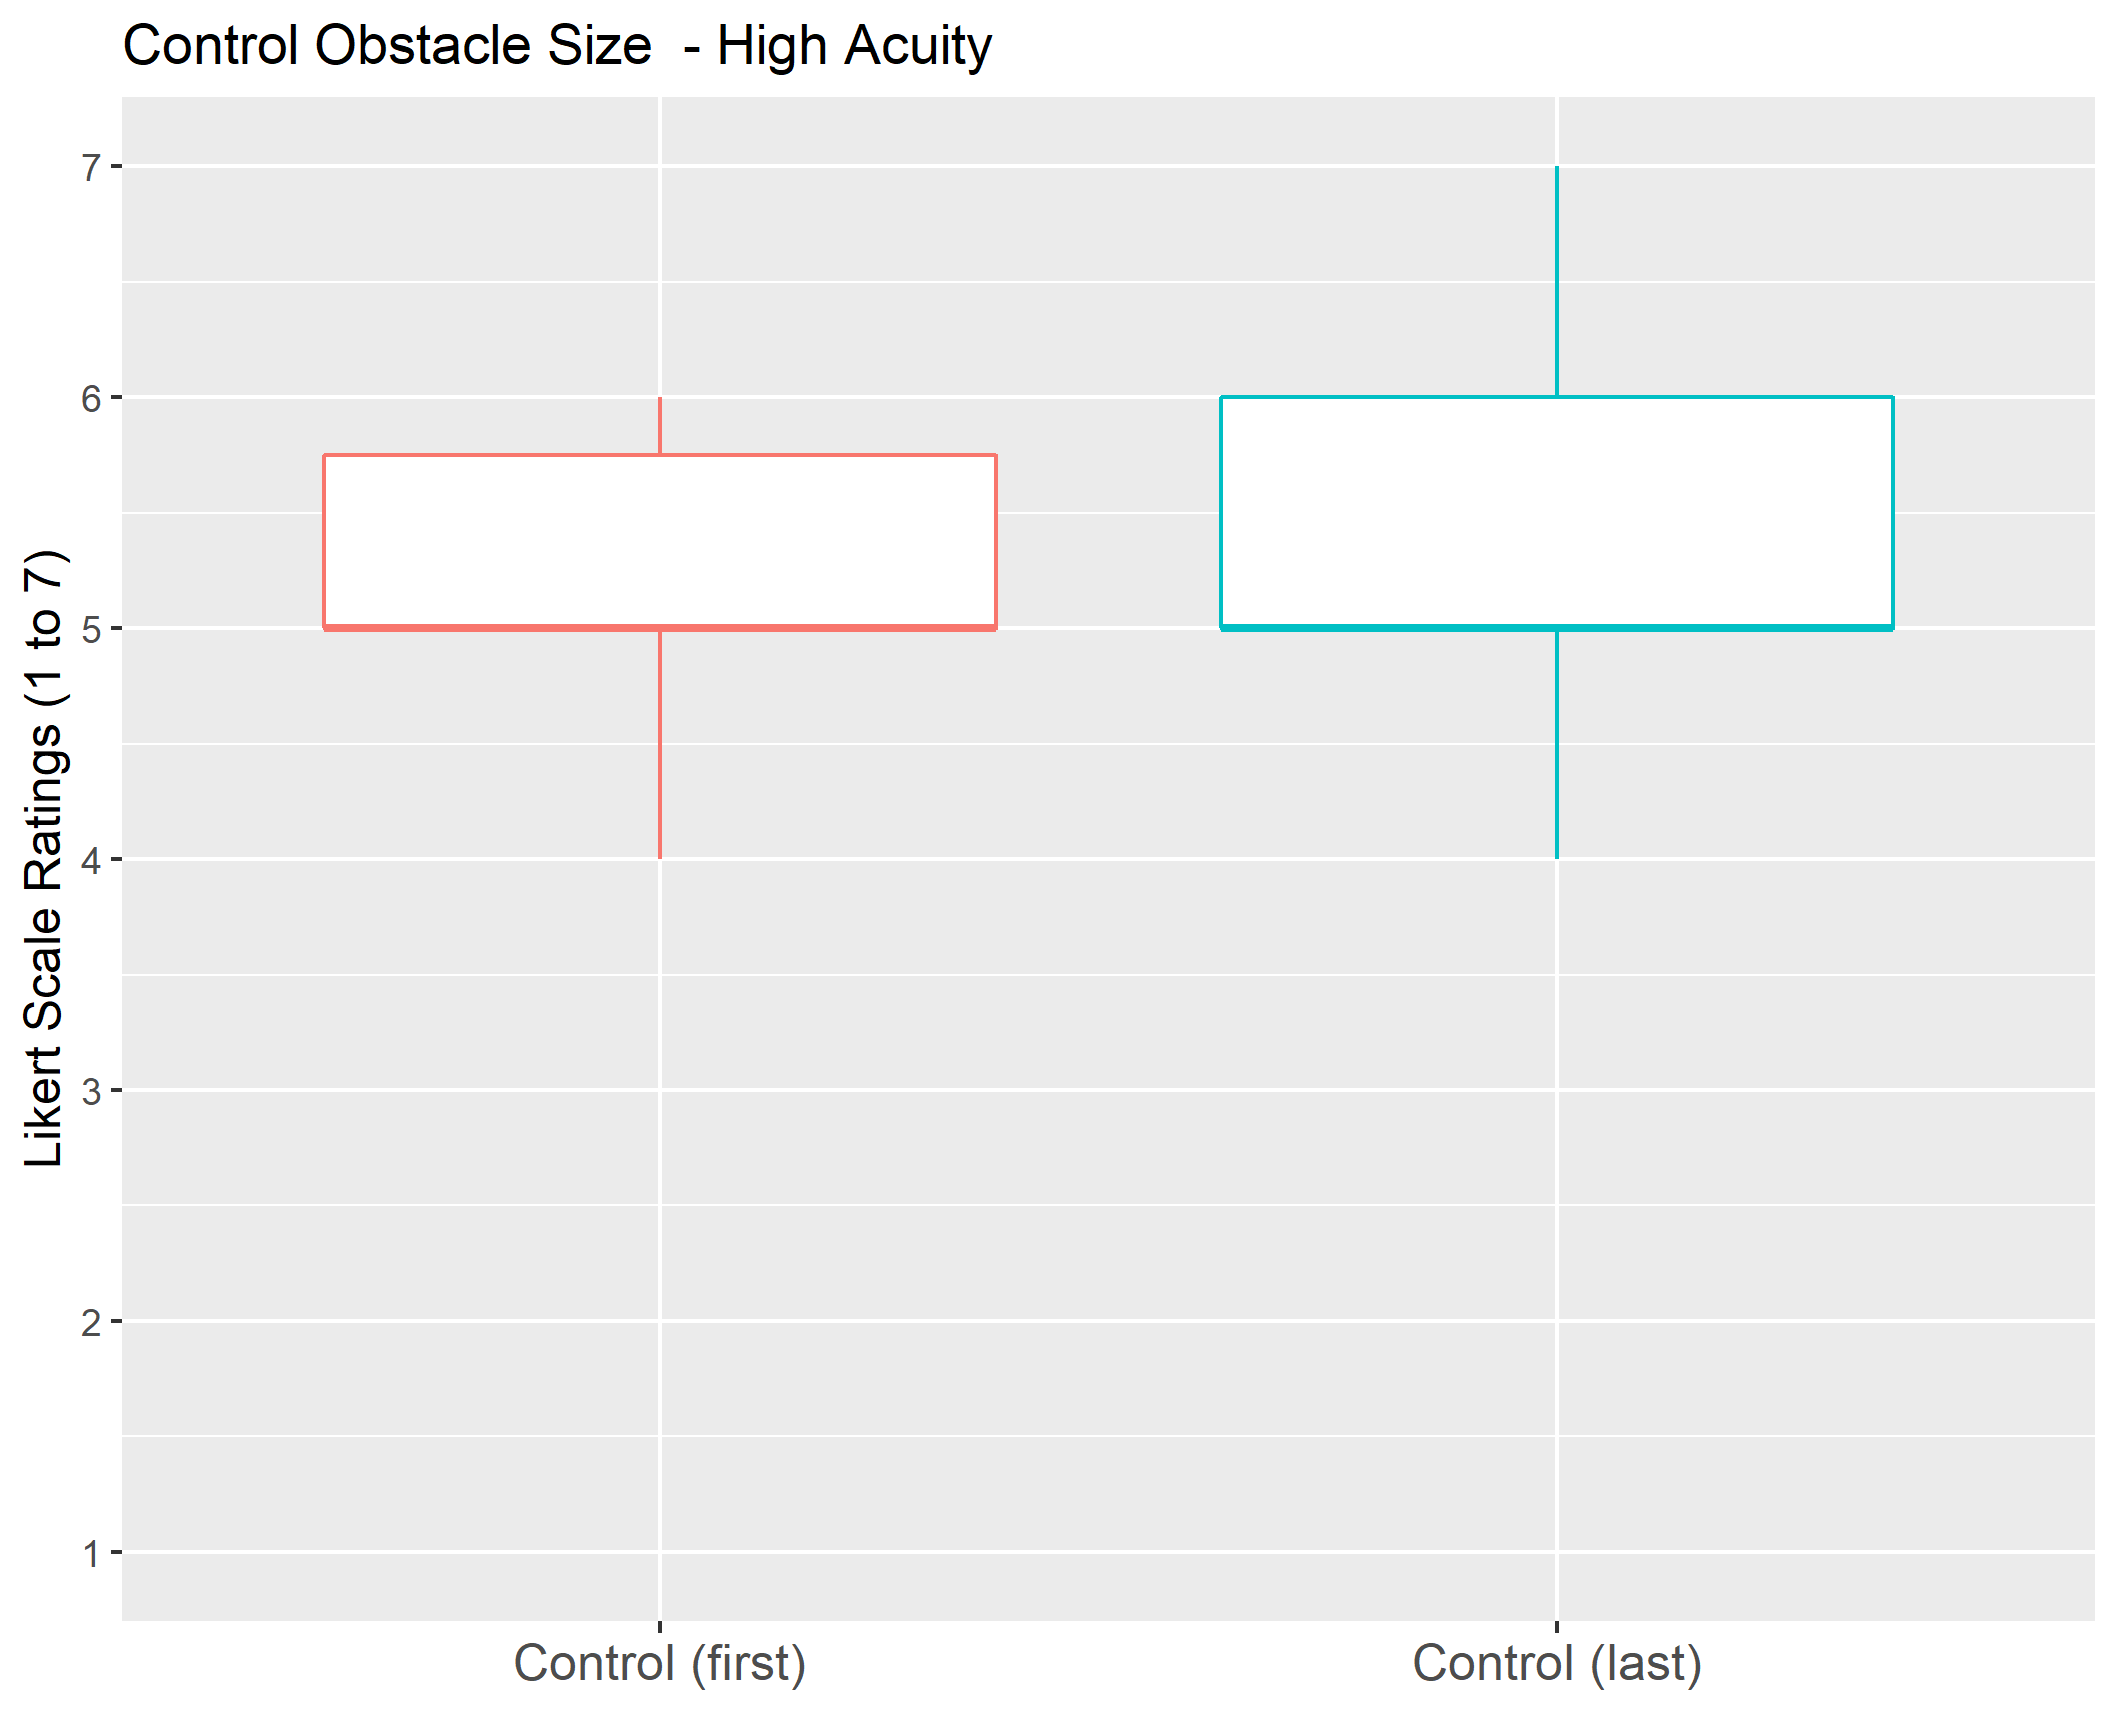 Control Obstacle Size  - High Acuity
Likert Scale Ratings (1 to 7)
7
6
5
4
3
2
1
Control (first)
Control (last)